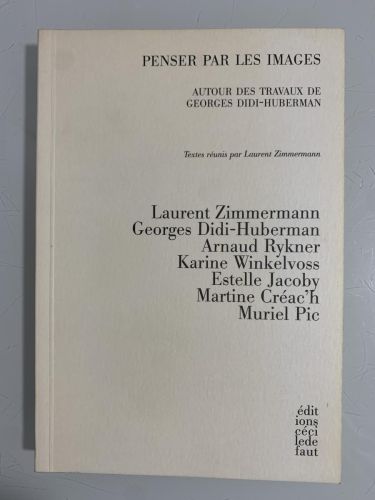 PENSER PAR LES IMAGES
AUTOUR DES TRAVAUX DE
GEORGES DIDI-HUBERMAN
Textes réunis par Laurent Zimmermann
Laurent Zimmermann
Georges Didi-Huberman
Arnaud Rykner
Karine Winkelvoss
Estelle Jacoby
Martine Créac'h
Muriel Pic
édit
ions
céci
lede
faut